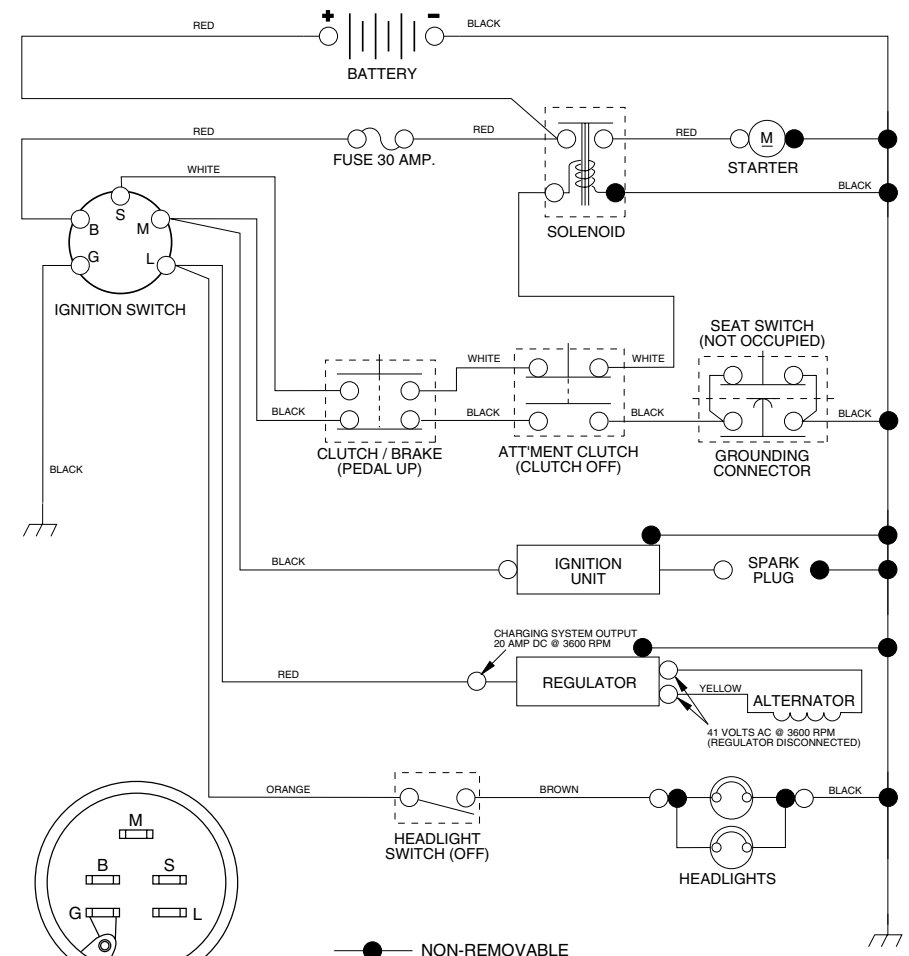 + -
RED BLACK
BATTERY
RED RED RED
FUSE 30 AMP.
M
STARTER
WHITE BLACK
S
B M
SOLENOID
G L
IGNITION SWITCH
SEAT SWITCH
(NOT OCCUPIED)
WHITE WHITE
BLACK BLACK BLACK BLACK
CLUTCH / BRAKE
(PEDAL UP)
ATT'MENT CLUTCH
(CLUTCH OFF)
GROUNDING
CONNECTOR
BLACK
BLACK
IGNITION
UNIT
SPARK
PLUG
CHARGING SYSTEM OUTPUT
20 AMP DC @ 3600 RPM
RED
REGULATOR
YELLOW
ALTERNATOR
41 VOLTS AC @ 3600 RPM
(REGULATOR DISCONNECTED)
ORANGE BROWN BLACK
HEADLIGHT
SWITCH (OFF)
HEADLIGHTS
M
B S
G L
NON-REMOVABLE